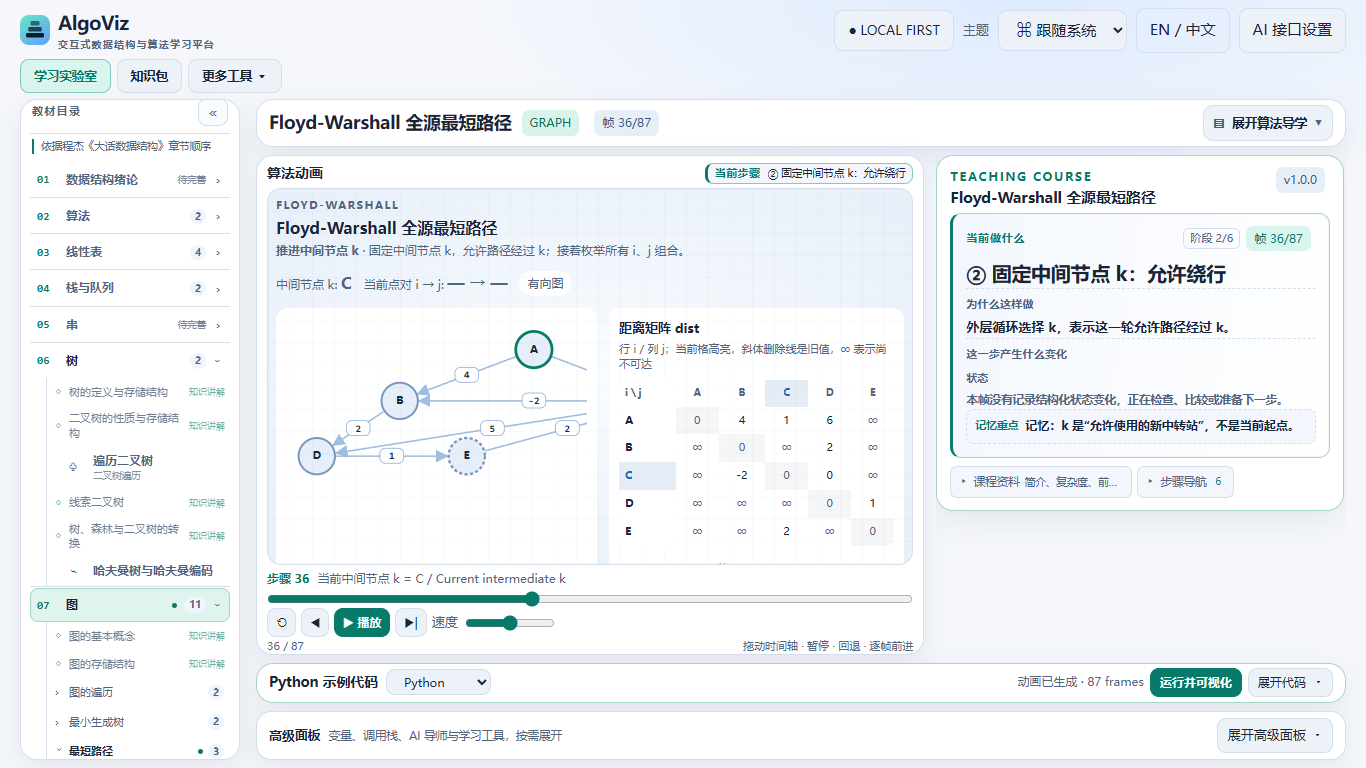 AlgoViz
交互式数据结构与算法学习平台
● LOCAL FIRST
主题
⌘ 跟随系统
EN / 中文
AI 接口设置
学习实验室
知识包
更多工具
教材目录
«
依据程杰《大话数据结构》章节顺序
01 数据结构绪论 待完善 ›
02 算法 2 ›
03 线性表 4 ›
04 栈与队列 2 ›
05 串 待完善 ›
06 树 2
树的定义与存储结构 知识讲解
二叉树的性质与存储结构 知识讲解
遍历二叉树
二叉树遍历
线索二叉树 知识讲解
树、森林与二叉树的转换 知识讲解
哈夫曼树与哈夫曼编码
07 图 ● 11
图的基本概念 知识讲解
图的存储结构 知识讲解
› 图的遍历 2
› 最小生成树 2
最短路径 ● 3
Floyd-Warshall 全源最短路径
GRAPH
帧 36/87
展开算法导学 ▼
算法动画
当前步骤 ② 固定中间节点 k：允许绕行
FLOYD-WARSHALL
Floyd-Warshall 全源最短路径
推进中间节点 k · 固定中间节点 k，允许路径经过 k；接着枚举所有 i、j 组合。
中间节点 k: C 当前点对 i → j: — → — 有向图
A
4
B
-2
2
5
2
D
1
E
距离矩阵 dist
行 i / 列 j；当前格高亮，斜体删除线是旧值，∞ 表示尚不可达
i \ j A B C D E
A 0 4 1 6 ∞
B ∞ 0 ∞ 2 ∞
C ∞ -2 0 0 ∞
D ∞ ∞ ∞ 0 1
E ∞ ∞ 2 ∞ 0
步骤 36 当前中间节点 k = C / Current intermediate k
▶ 播放
速度
36 / 87
拖动时间轴 · 暂停 · 回退 · 逐帧前进
TEACHING COURSE
Floyd-Warshall 全源最短路径
v1.0.0
当前做什么
阶段 2/6
帧 36/87
② 固定中间节点 k：允许绕行
为什么这样做
外层循环选择 k，表示这一轮允许路径经过 k。
这一步产生什么变化
状态
本帧没有记录结构化状态变化，正在检查、比较或准备下一步。
记忆重点 记忆：k 是“允许使用的新中转站”，不是当前起点。
课程资料 简介、复杂度、前...
步骤导航 6
Python 示例代码
Python
动画已生成 · 87 frames
运行并可视化
展开代码
高级面板 变量、调用栈、AI 导师与学习工具，按需展开
展开高级面板